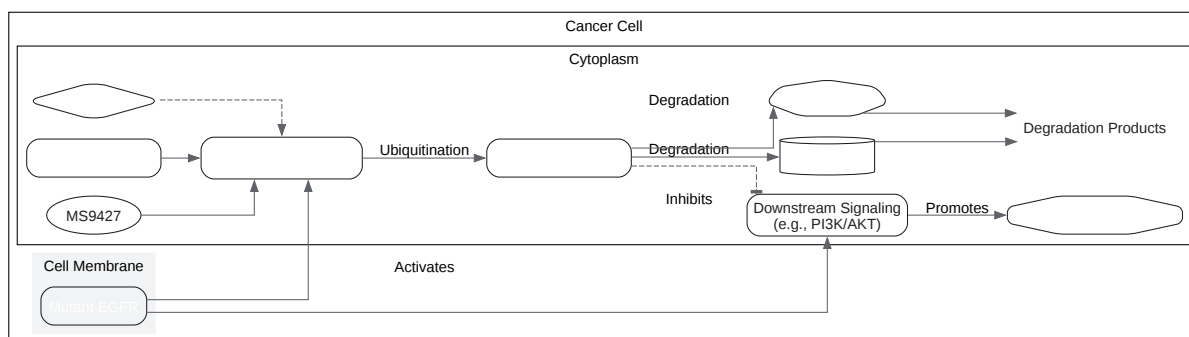 Cancer Cell
Cytoplasm
Degradation
Degradation Products
Ubiquitination
Degradation
MS9427
Inhibits
Downstream Signaling
(e.g., PI3K/AKT)
Promotes
Cell Membrane
Activates
Mutant EGFR